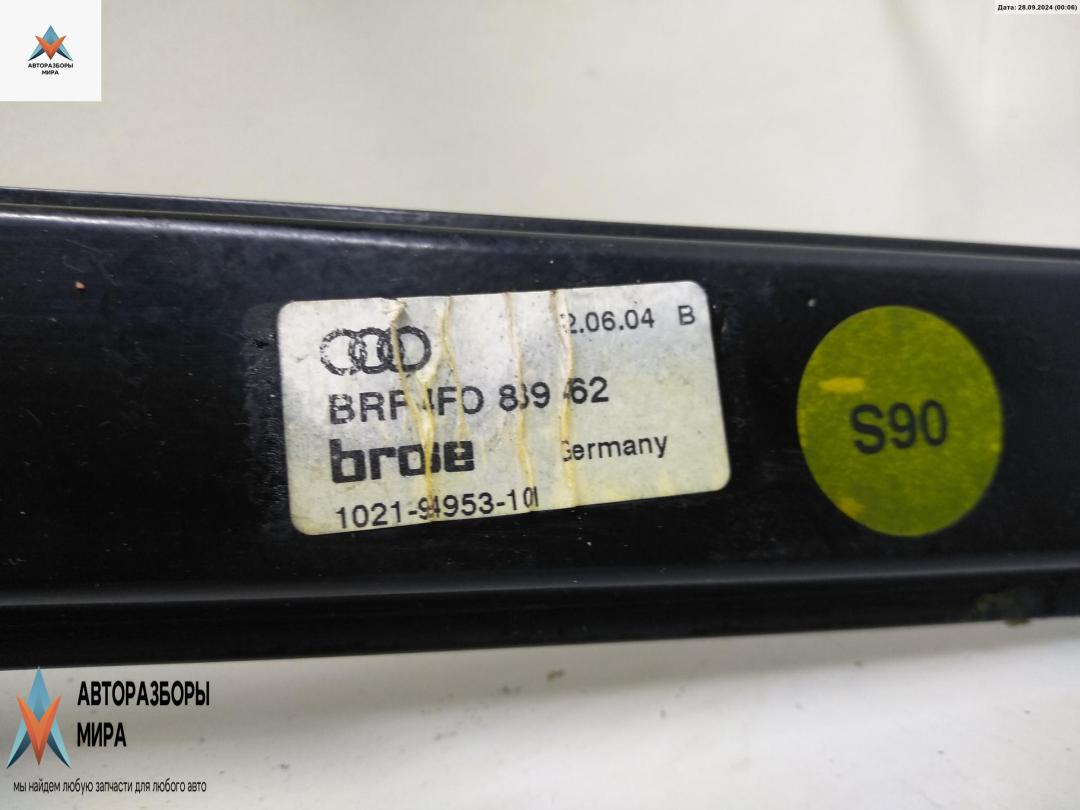 Дата: 28.09.2024 (00:06)
АВТОРАЗБОРЫ
МИРА
2.06.04 B
BRF 4F0 839 462
brose
Germany
1021-94953-101
S90
АВТОРАЗБОРЫ
МИРА
мы найдем любую запчасти для любого авто